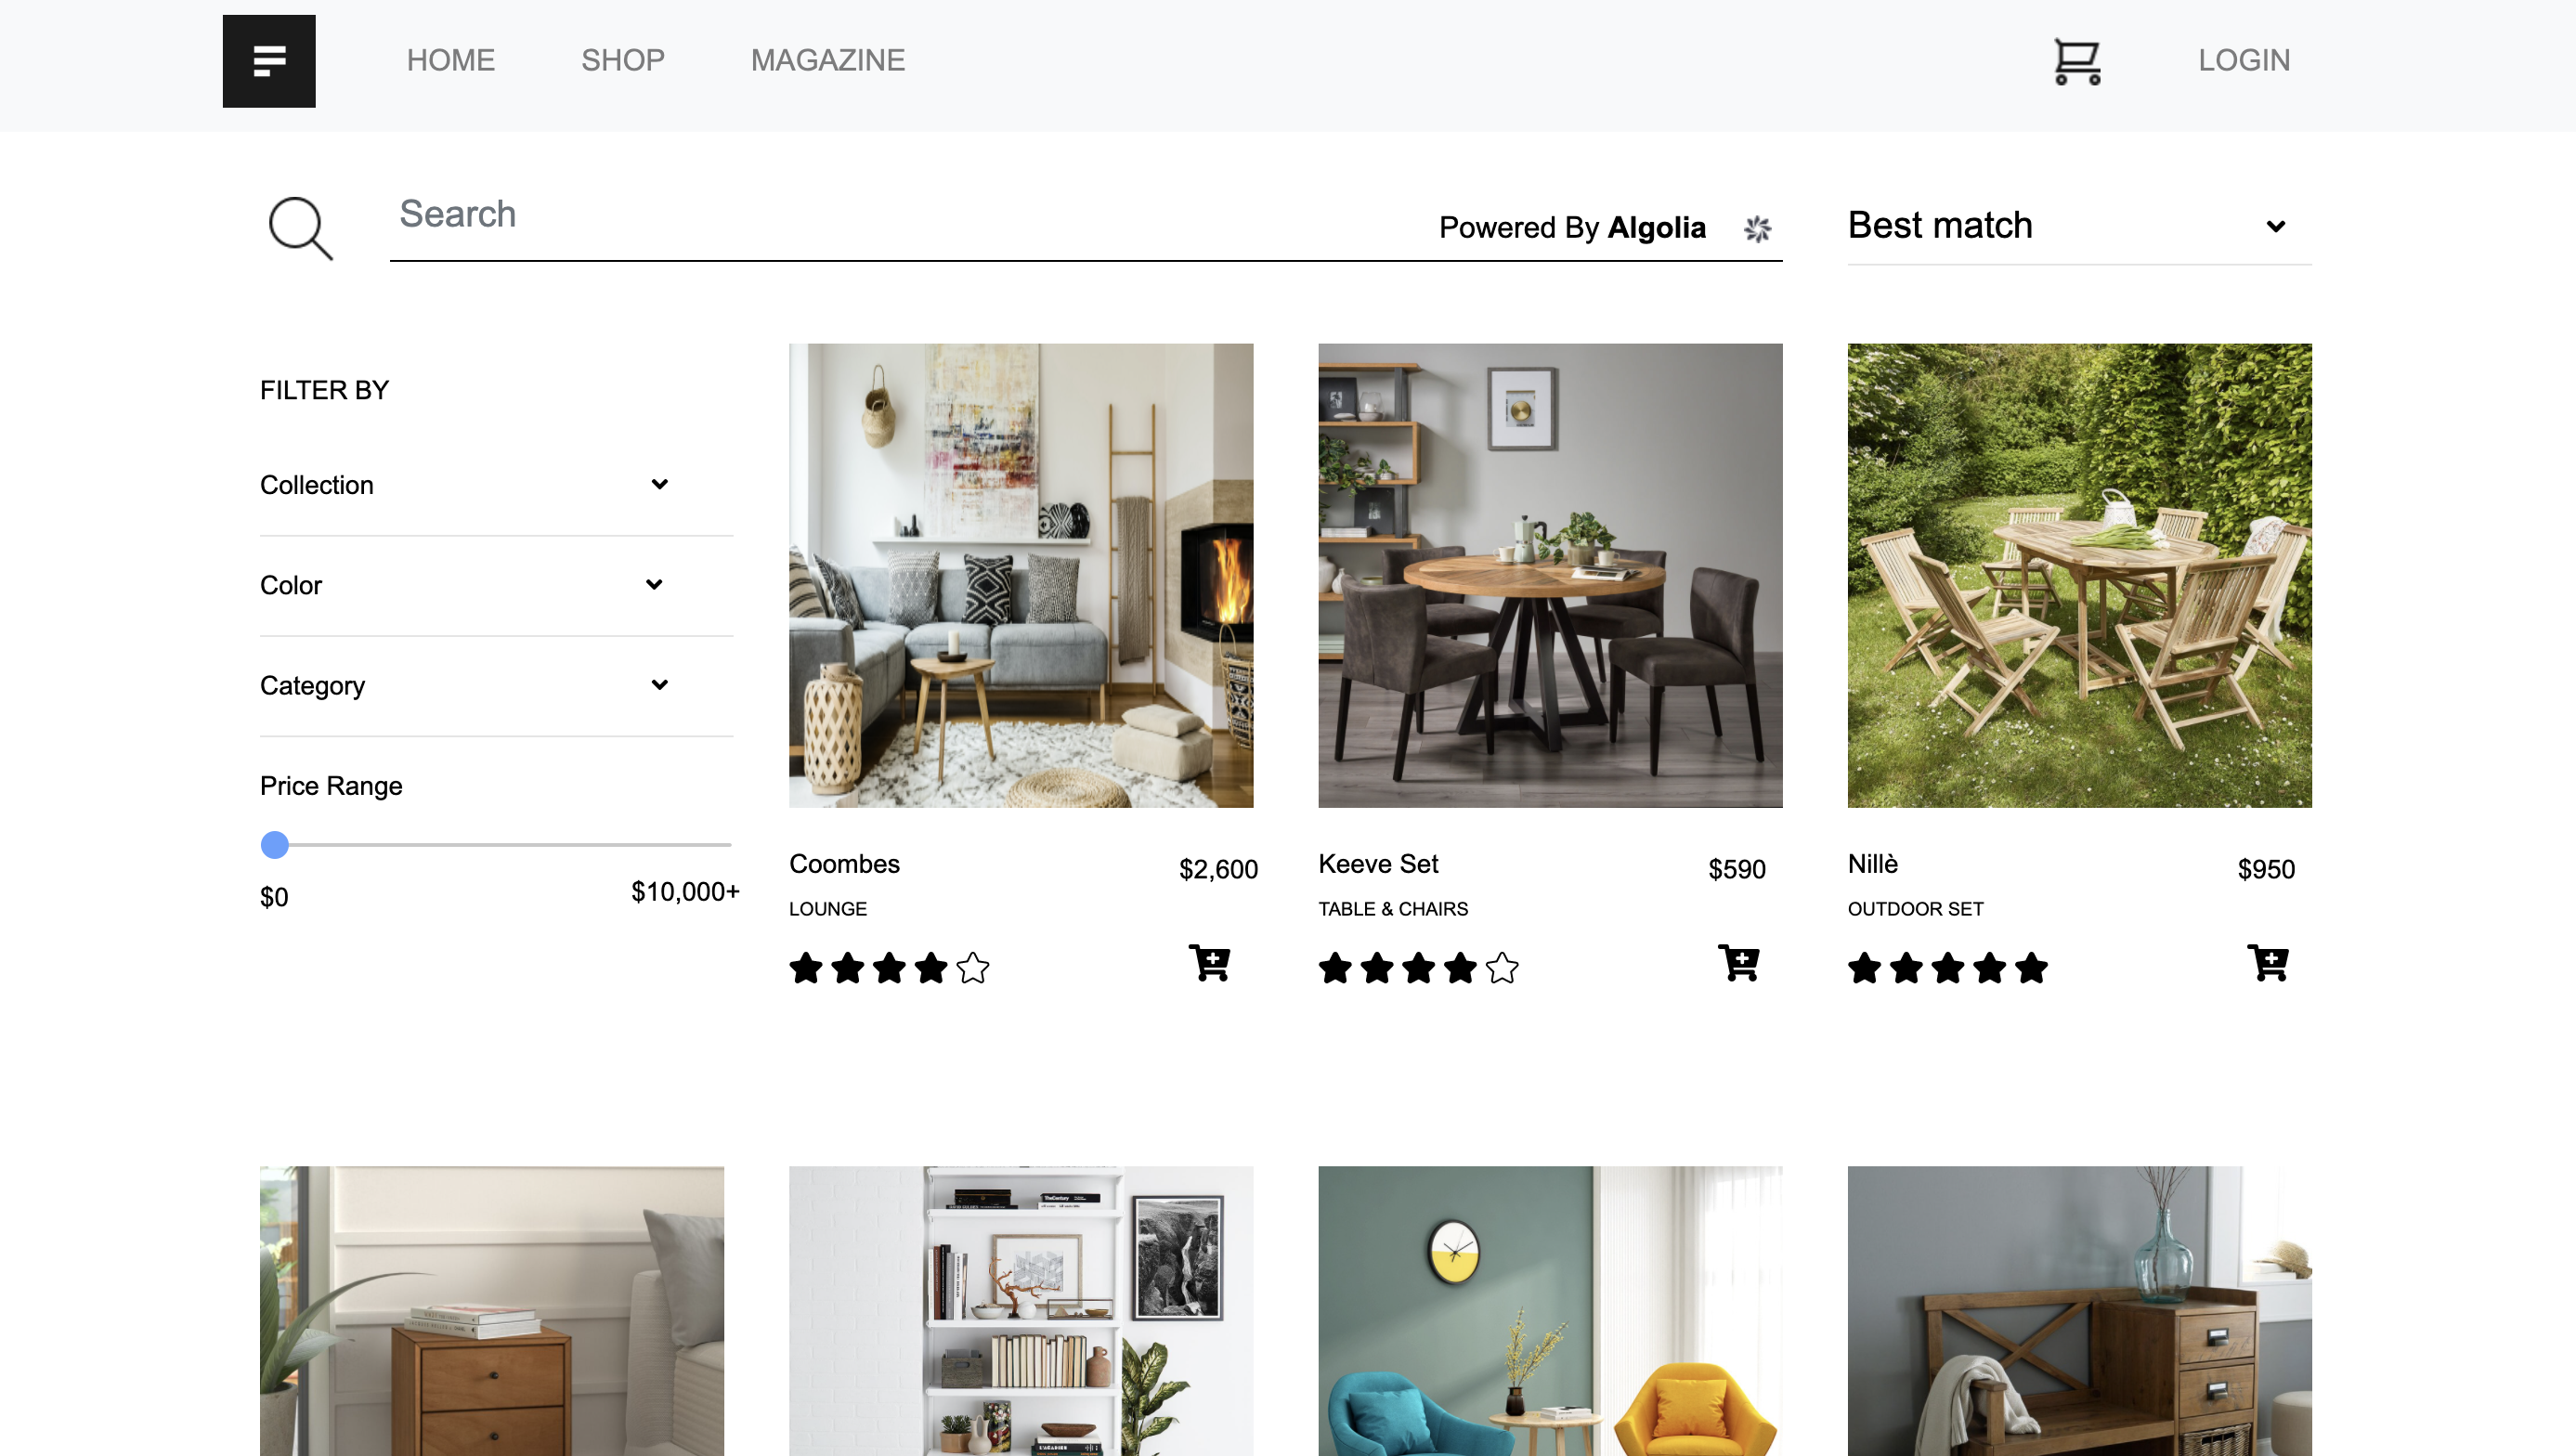 HOME
SHOP
MAGAZINE
LOGIN
Search
Powered By Algolia
Best match
FILTER BY
Collection
Color
Category
Price Range
$0
$10,000+
Coombes
$2,600
LOUNGE
Keeve Set
$590
TABLE & CHAIRS
Nillè
$950
OUTDOOR SET
TheCentury